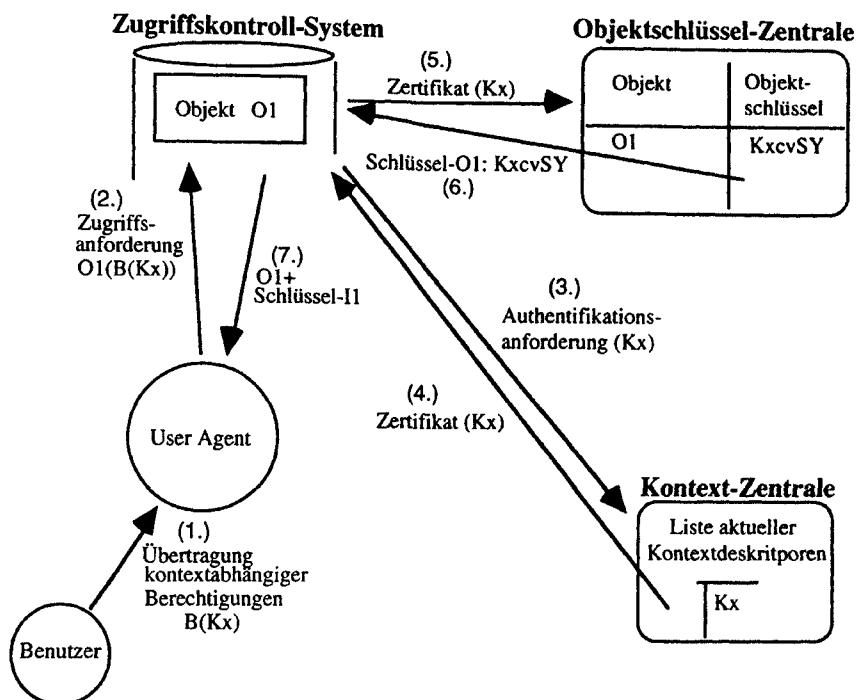 Zugriffskontroll-System
Objekt O1
Objektschlüssel-Zentrale
Objekt
Objekt-
schlüssel
O1
KxcvSY
(5.)
Zertifikat (Kx)
Schlüssel-O1: KxcvSY
(6.)
(2.)
Zugriffs-
anforderung
O1(B(Kx))
(7.)
O1+
Schlüssel-I1
(3.)
Authentifikations-
anforderung (Kx)
(4.)
Zertifikat (Kx)
User Agent
Kontext-Zentrale
Liste aktueller
Kontextdeskritporen
Kx
(1.)
Übertragung
kontextabhängiger
Berechtigungen
B(Kx)
Benutzer